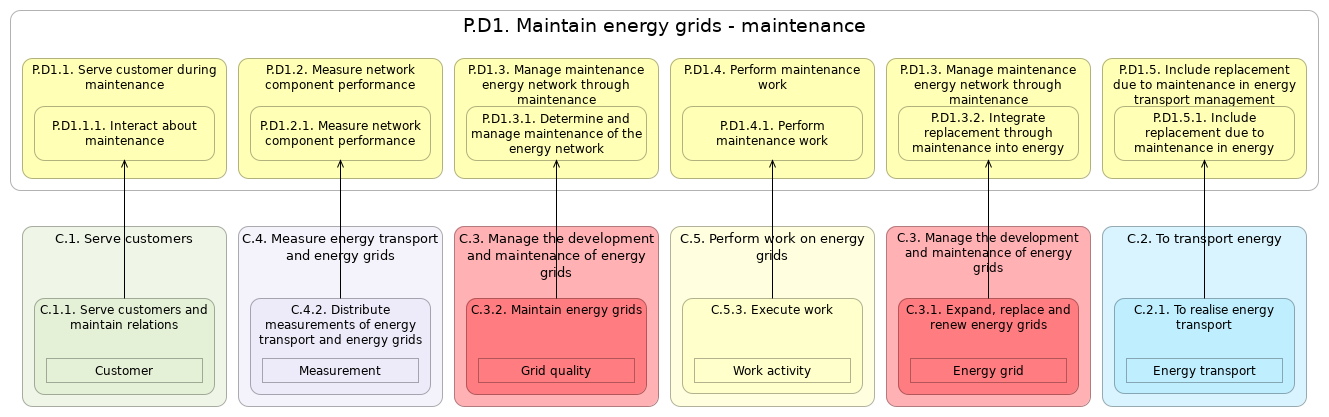 P.D1. Maintain energy grids - maintenance
P.D1.1. Serve customer during
maintenance
P.D1.1.1. Interact about
maintenance
P.D1.2. Measure network
component performance
P.D1.2.1. Measure network
component performance
P.D1.3. Manage maintenance
energy network through
maintenance
P.D1.3.1. Determine and
manage maintenance of the
energy network
P.D1.4. Perform maintenance
work
P.D1.4.1. Perform
maintenance work
P.D1.3. Manage maintenance
energy network through
maintenance
P.D1.3.2. Integrate
replacement through
maintenance into energy
P.D1.5. Include replacement
due to maintenance in energy
transport management
P.D1.5.1. Include
replacement due to
maintenance in energy
C.1. Serve customers
C.1.1. Serve customers and
maintain relations
Customer
C.4. Measure energy transport
and energy grids
C.4.2. Distribute
measurements of energy
transport and energy grids
Measurement
C.3. Manage the development
and maintenance of energy
grids
C.3.2. Maintain energy grids
Grid quality
C.5. Perform work on energy
grids
C.5.3. Execute work
Work activity
C.3. Manage the development
and maintenance of energy
grids
C.3.1. Expand, replace and
renew energy grids
Energy grid
C.2. To transport energy
C.2.1. To realise energy
transport
Energy transport